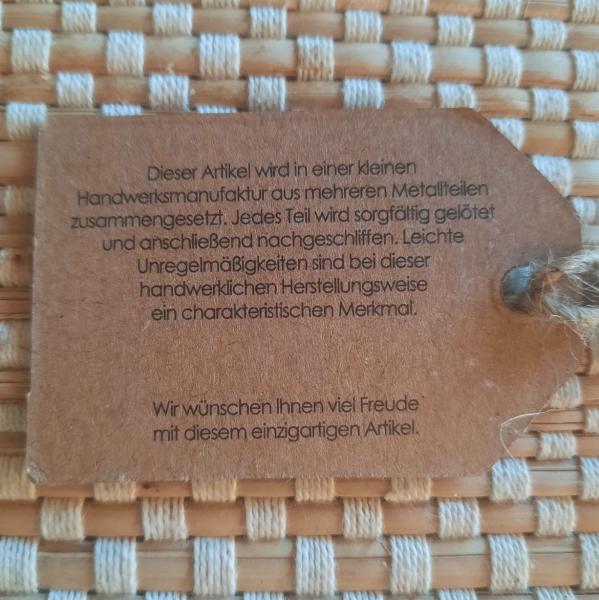 Dieser Artikel wird in einer kleinen
Handwerksmanufaktur aus mehreren Metallteilen
zusammengesetzt. Jedes Teil wird sorgfältig gelötet
und anschließend nachgeschliffen. Leichte
Unregelmäßigkeiten sind bei dieser
handwerklichen Herstellungsweise
ein charakteristischen Merkmal.
Wir wünschen Ihnen viel Freude
mit diesem einzigartigen Artikel.